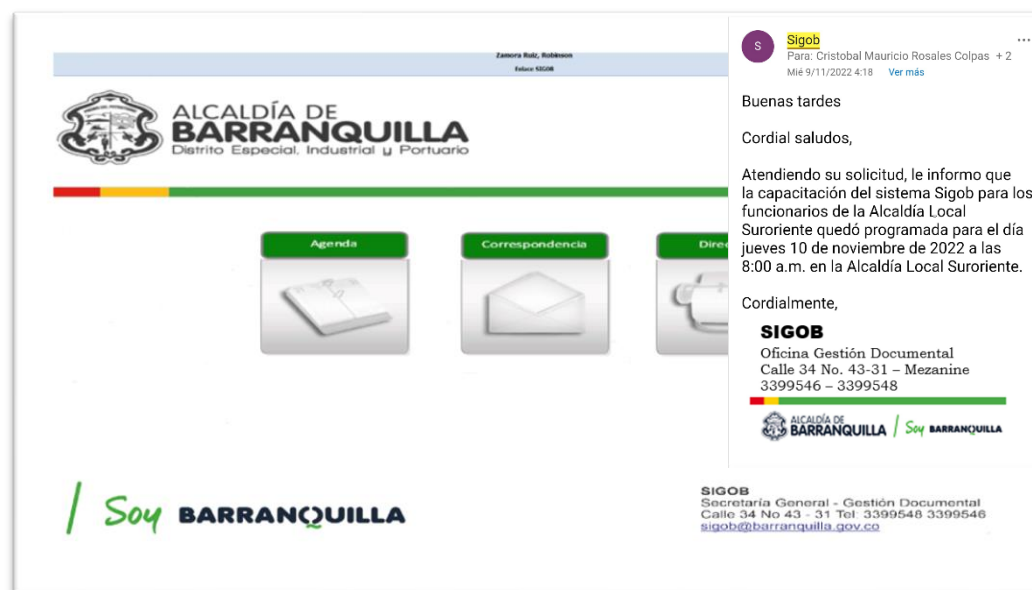 Zamora Ruiz, Robinson
Enlace SIGOB
ALCALDÍA DE
BARRANQUILLA
Distrito Especial, Industrial y Portuario
Agenda
Correspondencia
Direc
/ Soy BARRANQUILLA
SIGOB
Secretaría General - Gestión Documental
Calle 34 No 43 - 31 Tel: 3399548 3399546
sigob@barranquilla.gov.co
S
Sigob
...
Para: Cristobal Mauricio Rosales Colpas + 2
Mié 9/11/2022 4:18 Ver más
Buenas tardes
Cordial saludos,
Atendiendo su solicitud, le informo que
la capacitación del sistema Sigob para los
funcionarios de la Alcaldía Local
Suroriente quedó programada para el día
jueves 10 de noviembre de 2022 a las
8:00 a.m. en la Alcaldía Local Suroriente.
Cordialmente,
SIGOB
Oficina Gestión Documental
Calle 34 No. 43-31 – Mezanine
3399546 – 3399548
ALCALDÍA DE
BARRANQUILLA / Soy BARRANQUILLA